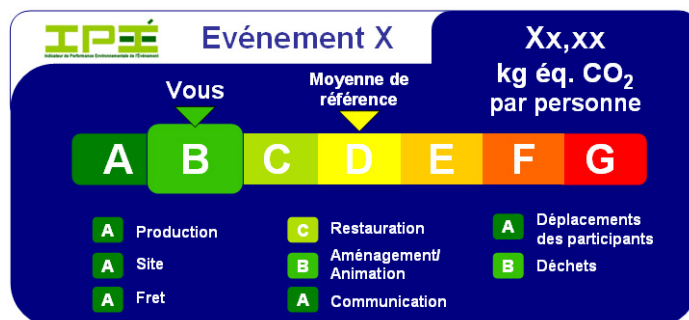 IPÉ
Indicateur de Performance Environnementale de l'Evénement
Evénement X
Xx,xx
kg éq. CO₂
par personne
Vous
Moyenne de
référence
A B C D E F G
A Production
A Site
A Fret
C Restauration
B Aménagement/
Animation
A Communication
A Déplacements
des participants
B Déchets